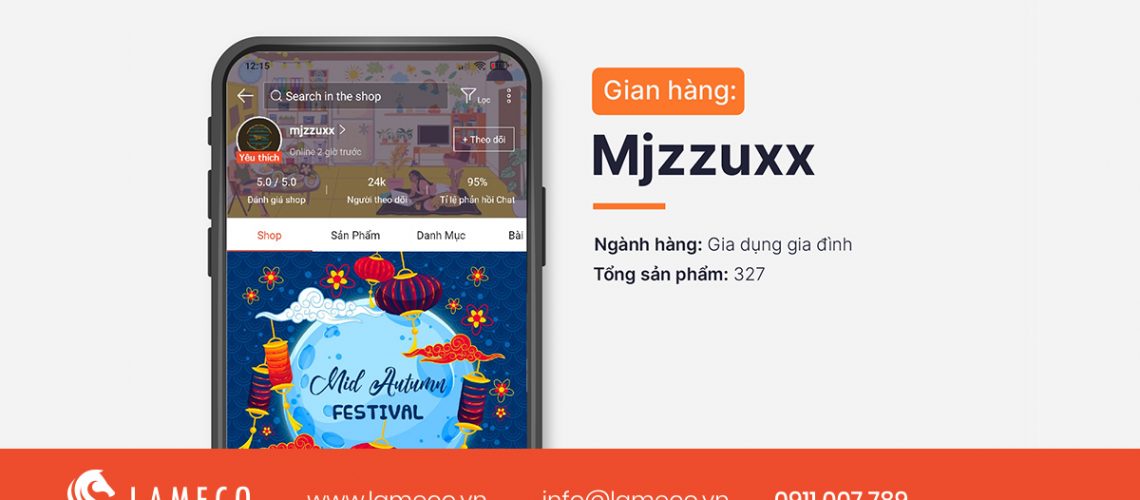 12:15
Search in the shop
Lọc
mjzzuxx
Online 2 giờ trước
+ Theo dõi
Yêu thích
5.0 / 5.0
24k
95%
Đánh giá shop
Người theo dõi
Tỉ lệ phản hồi Chat
Shop
Sản Phẩm
Danh Mục
Bài
Mid Autumn
FESTIVAL
Gian hàng:
Mjzzuxx
Ngành hàng: Gia dụng gia đình
Tổng sản phẩm: 327
LAMECO
www.lameco.vn
info@lameco.vn
0911.007.789